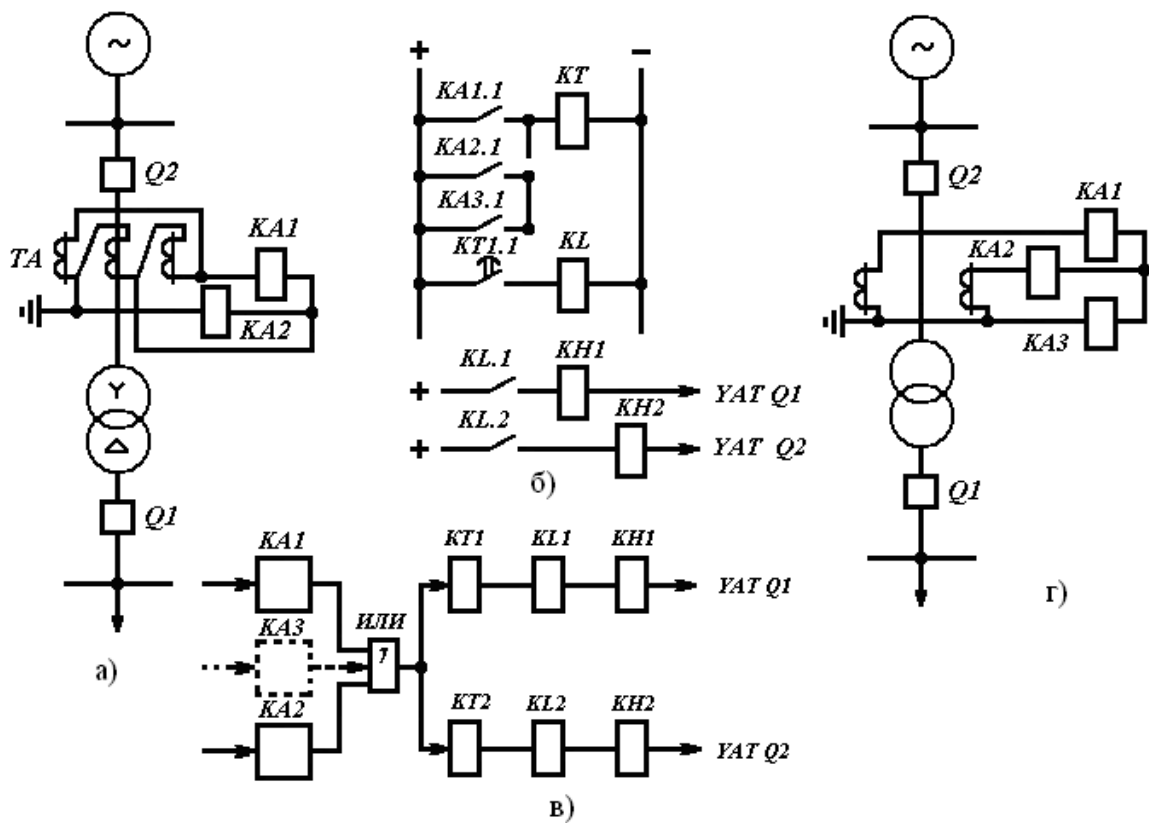 ~
Q2
KA1
TA
KA2
Y
Δ
Q1
а)
+
−
KA1.1
KT
KA2.1
KA3.1
KT1.1
KL
KL.1
KH1
+
YAT Q1
KL.2
KH2
+
YAT Q2
б)
KA1
KT1
KL1
KH1
YAT Q1
ИЛИ
KA3
1
KA2
KT2
KL2
KH2
YAT Q2
в)
~
Q2
KA1
KA2
KA3
Q1
г)